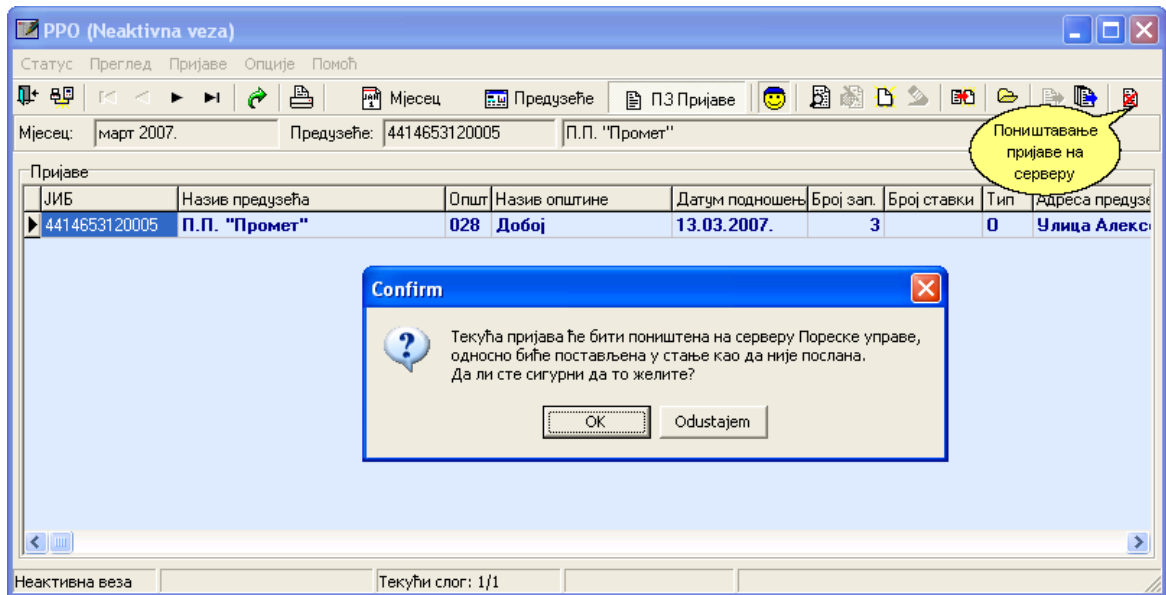 PPO (Neaktivna veza)
Статус Преглед Пријаве Опције Помоћ
Мјесец Предузеће ПЗ Пријаве
Мјесец: март 2007. Предузеће: 4414653120005 П.П. "Промет"
Поништавање
пријаве на
серверу
Пријаве
ЈИБ Назив предузећа Општ Назив општине Датум подношењ Број зап. Број ставки Тип Адреса предузе
4414653120005 П.П. "Промет" 028 Добој 13.03.2007. 3 О Улица Алекс
Confirm
Текућа пријава ће бити поништена на серверу Пореске управе,
односно биће постављена у стање као да није послана.
Да ли сте сигурни да то желите?
OK Odustajem
Неактивна веза Текући слог: 1/1